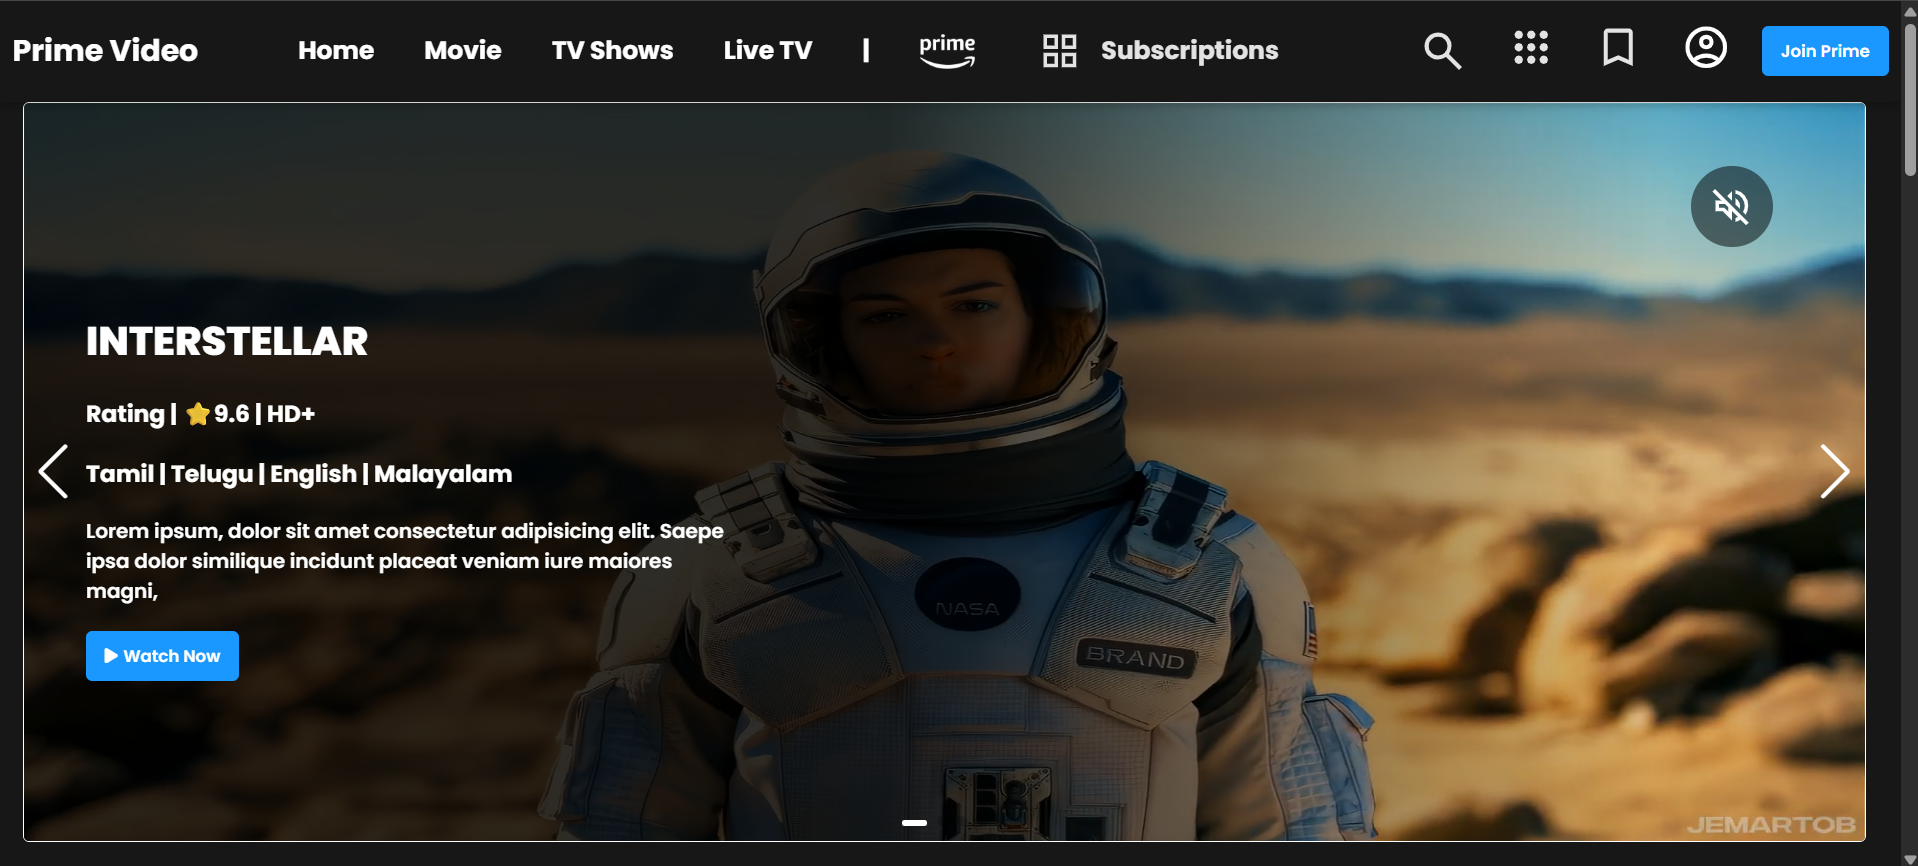 Prime Video Home Movie TV Shows Live TV | prime Subscriptions Join Prime
INTERSTELLAR
Rating | ⭐9.6 | HD+
Tamil | Telugu | English | Malayalam
Lorem ipsum, dolor sit amet consectetur adipisicing elit. Saepe
ipsa dolor similique incidunt placeat veniam iure maiores
magni,
Watch Now
NASA
BRAND
JEMARTOB